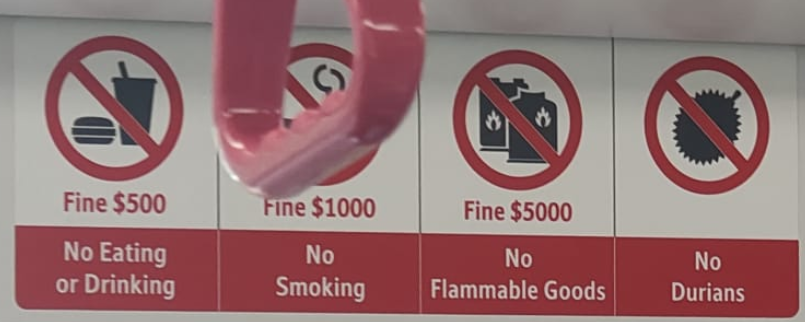 Fine $500
No Eating
or Drinking
Fine $1000
No
Smoking
Fine $5000
No
Flammable Goods
No
Durians